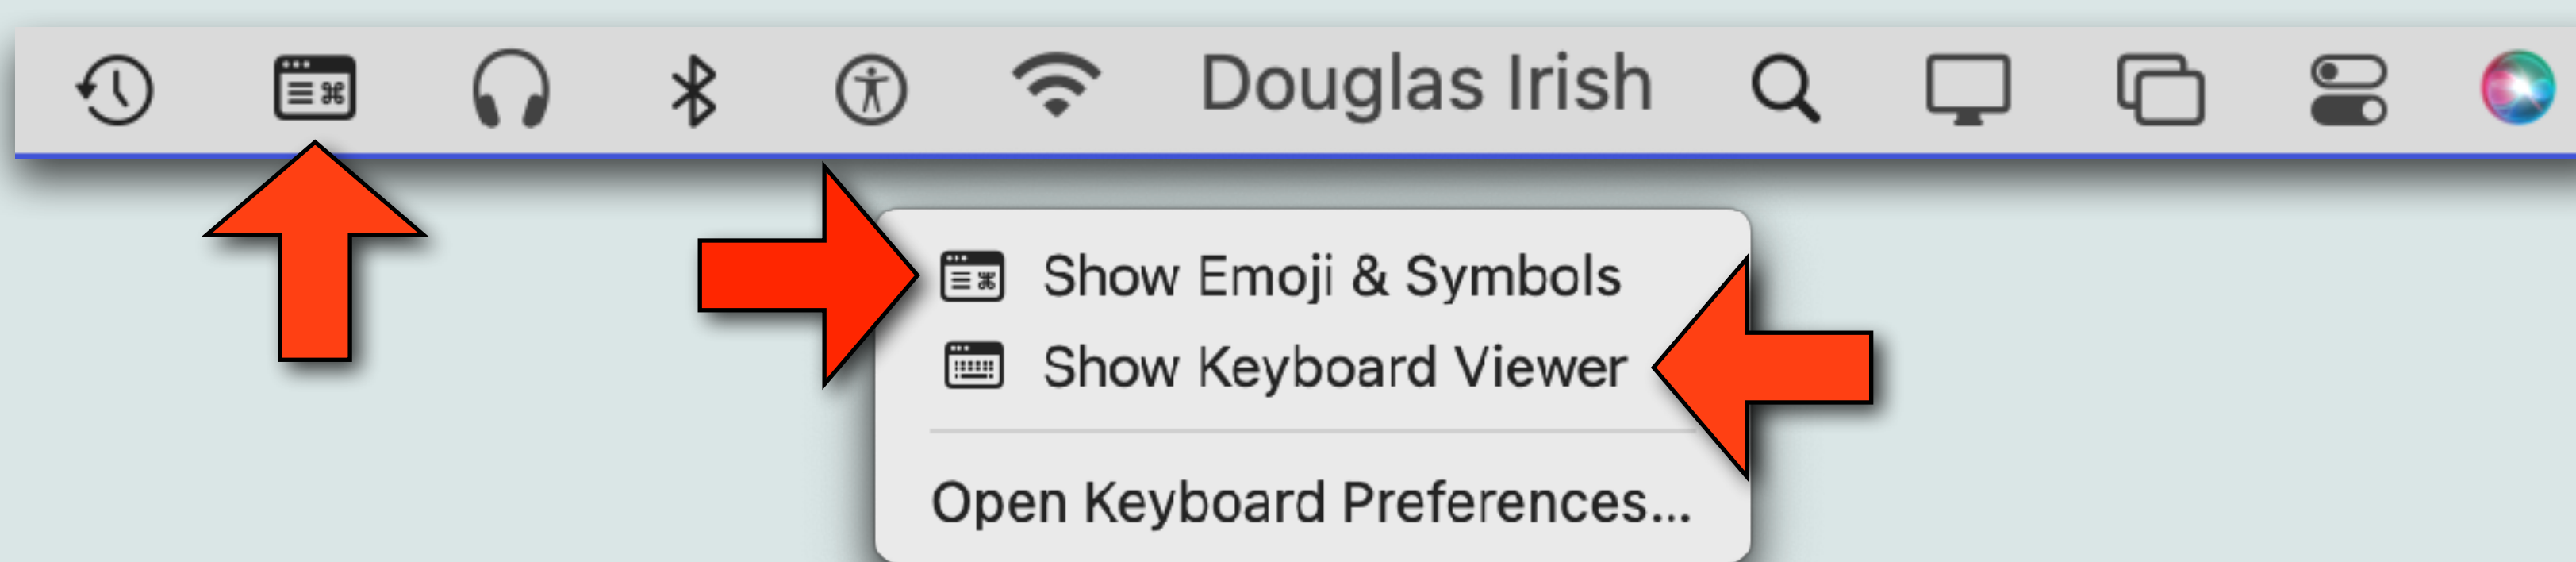 Douglas Irish
Show Emoji & Symbols
Show Keyboard Viewer
Open Keyboard Preferences...